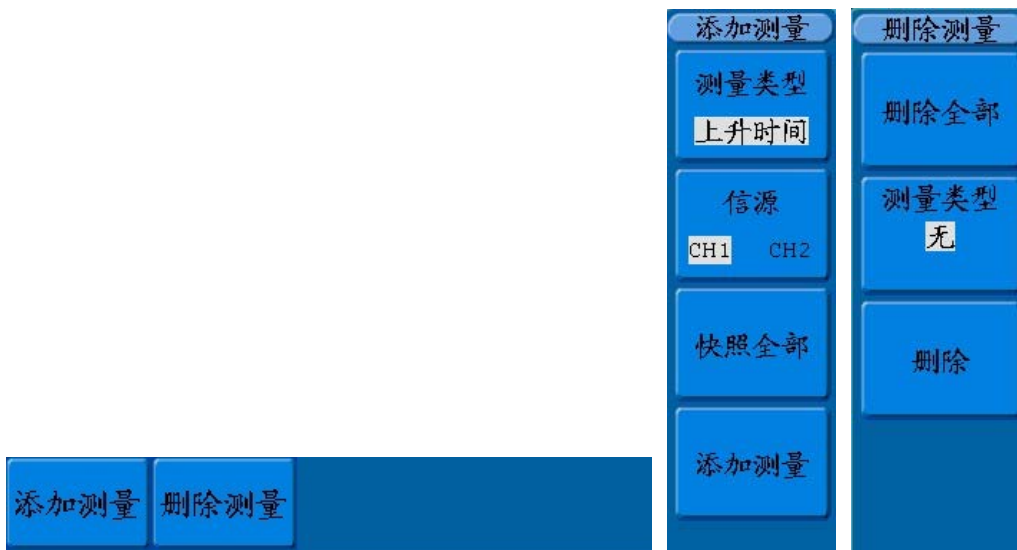 添加测量 删除测量
添加测量
测量类型
上升时间
信源
CH1 CH2
快照全部
添加测量
删除测量
删除全部
测量类型
无
删除